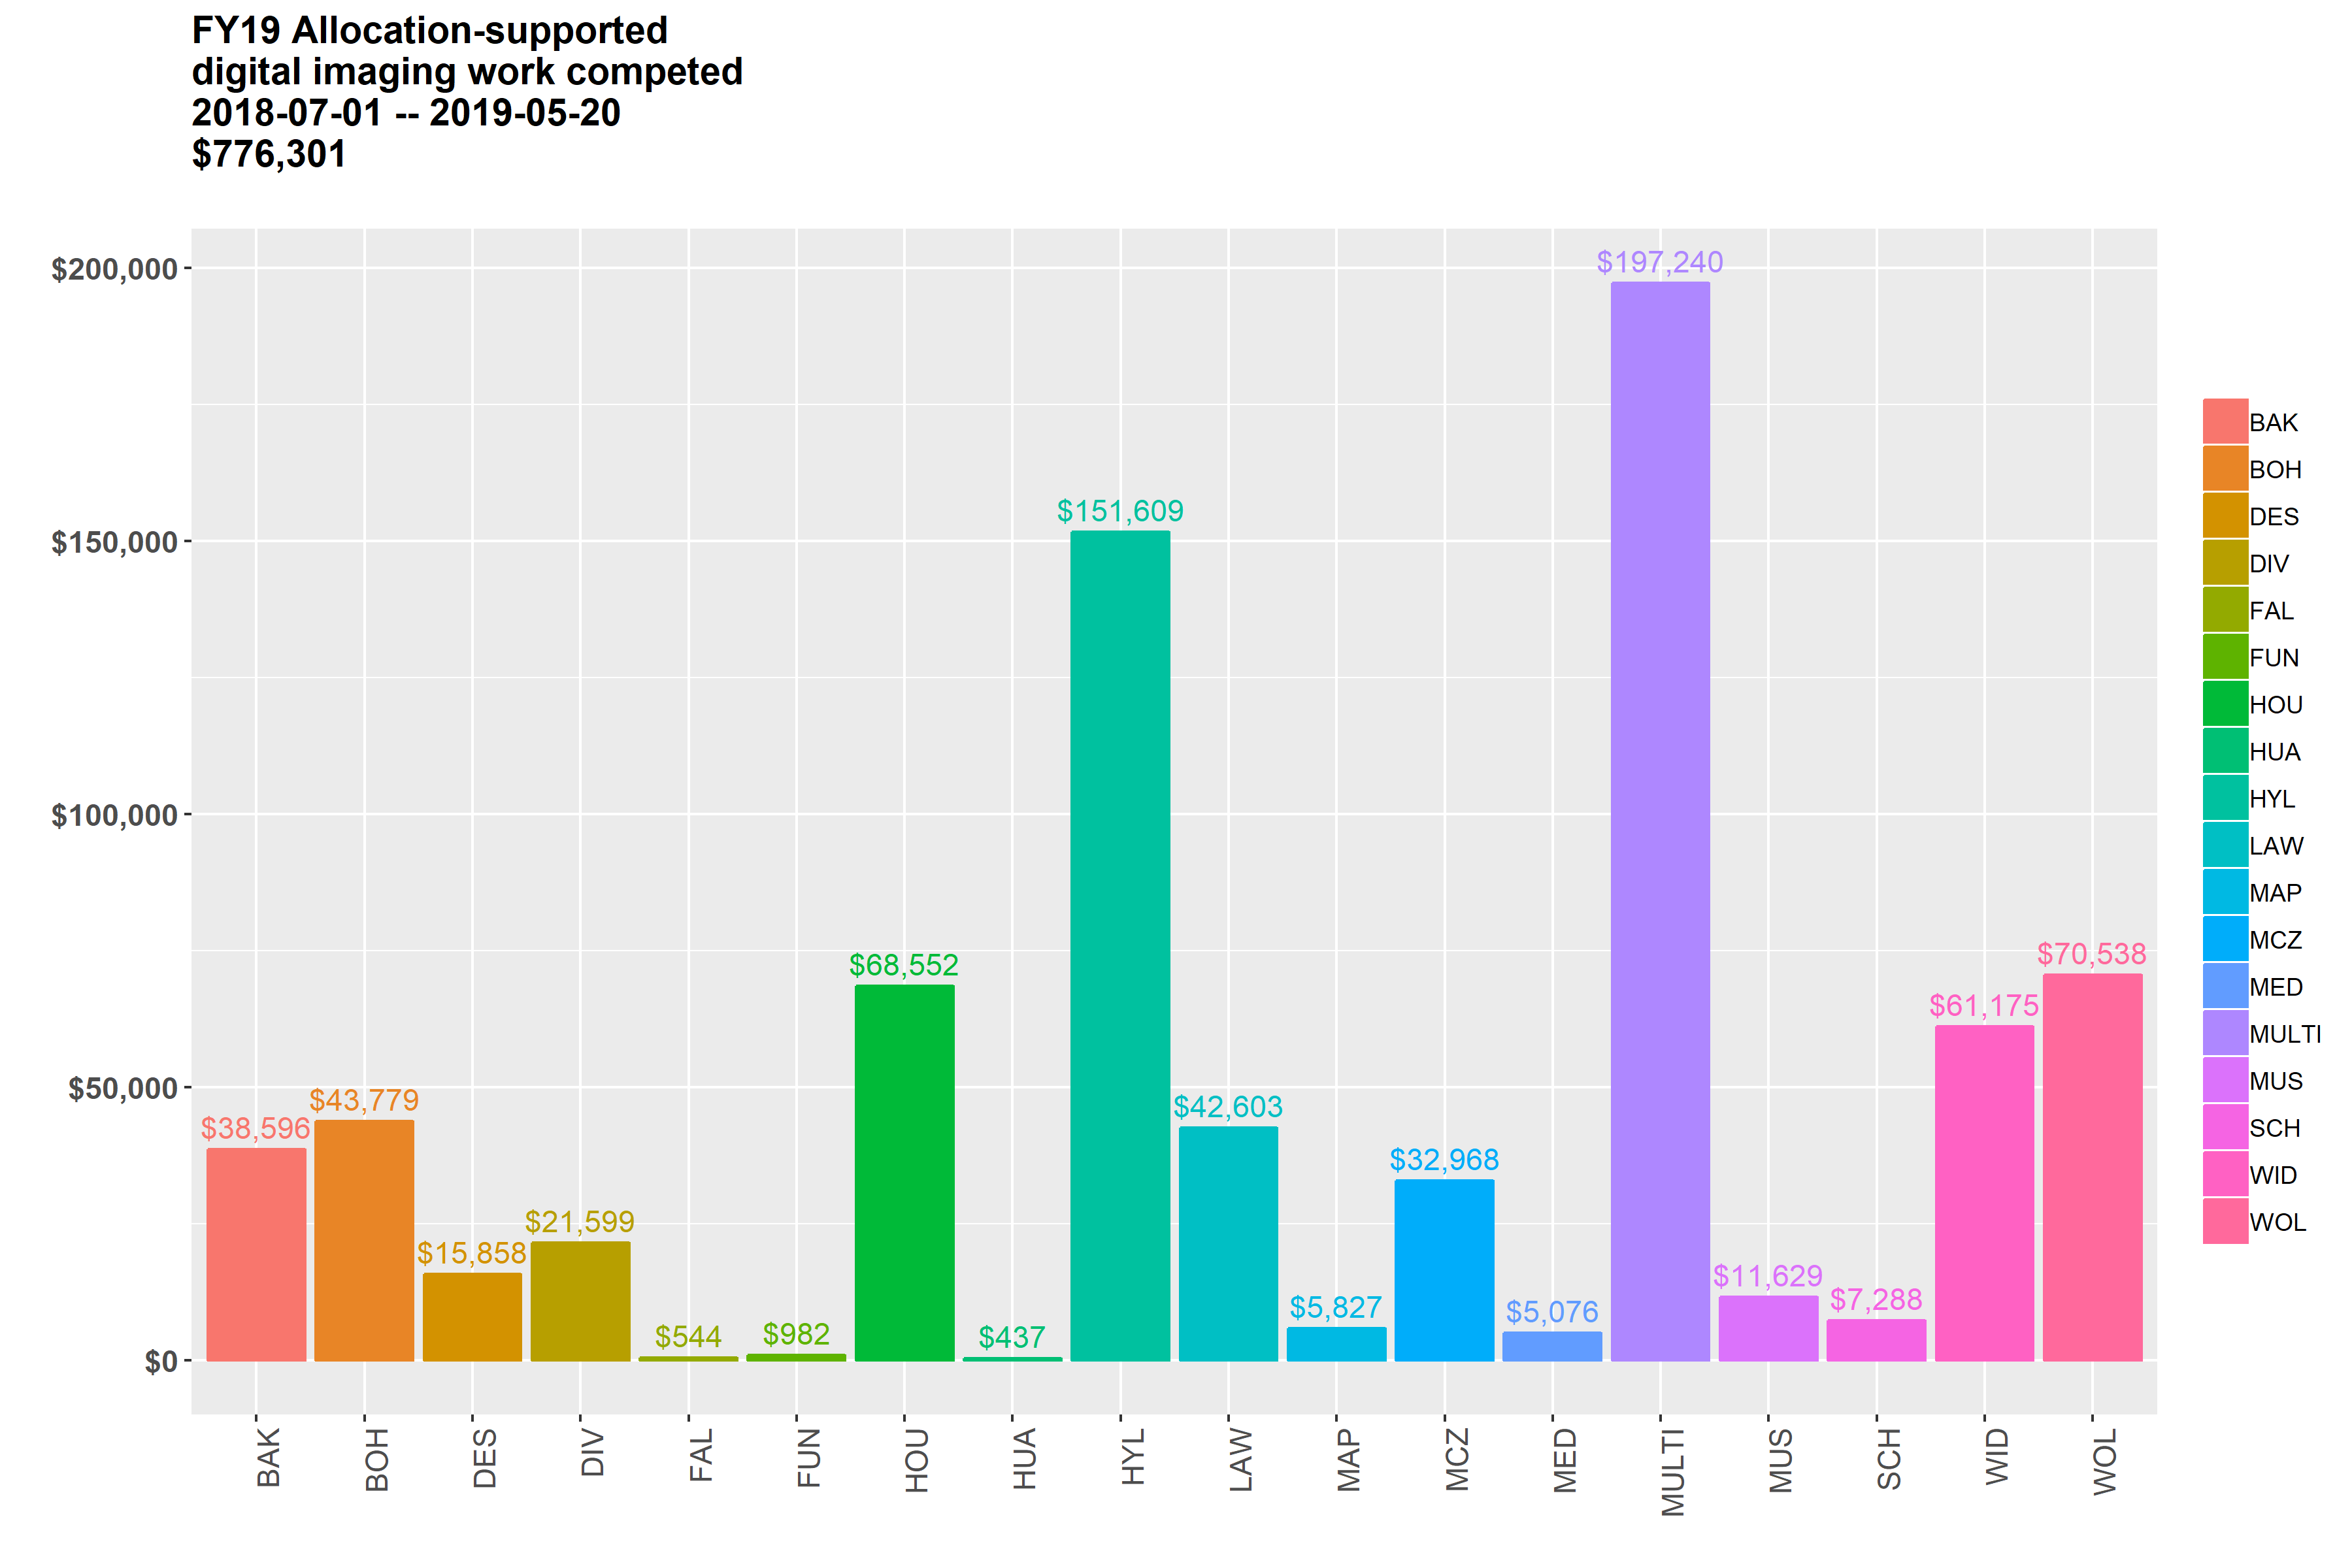 FY19 Allocation-supported
digital imaging work competed
2018-07-01 -- 2019-05-20
$776,301
$200,000
$150,000
$100,000
$50,000
$0
$38,596
$43,779
$15,858
$21,599
$544
$982
$68,552
$437
$151,609
$42,603
$5,827
$32,968
$5,076
$197,240
$11,629
$7,288
$61,175
$70,538
BAK
BOH
DES
DIV
FAL
FUN
HOU
HUA
HYL
LAW
MAP
MCZ
MED
MULTI
MUS
SCH
WID
WOL
BAK
BOH
DES
DIV
FAL
FUN
HOU
HUA
HYL
LAW
MAP
MCZ
MED
MULTI
MUS
SCH
WID
WOL